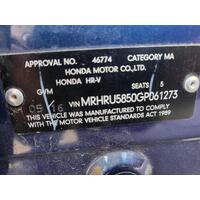 APPROVAL NO. 46774 CATEGORY MA
HONDA MOTOR CO.,LTD.
HONDA HR-V
GVM SEATS 5
05 16 VIN MRHRU5850GP061273
THIS VEHICLE WAS MANUFACTURED TO COMPLY
WITH THE MOTOR VEHICLE STANDARDS ACT 1989